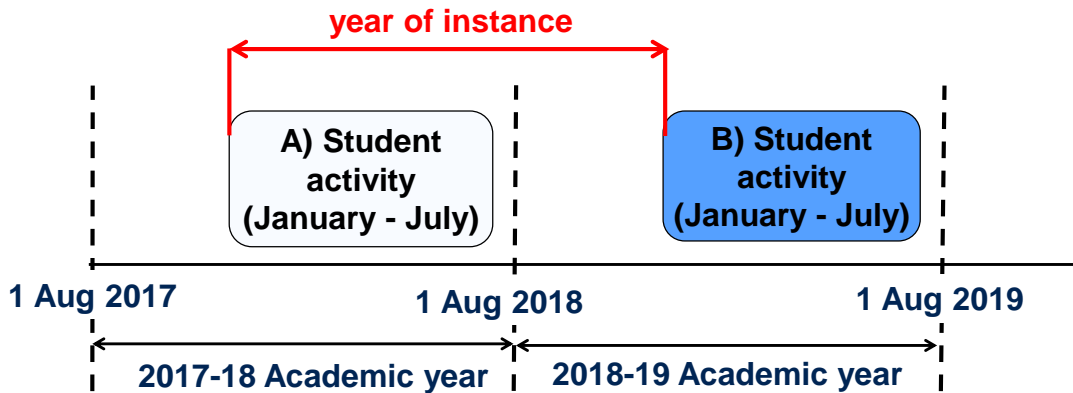 year of instance
A) Student
activity
(January - July)
B) Student
activity
(January - July)
1 Aug 2017
1 Aug 2018
1 Aug 2019
2017-18 Academic year
2018-19 Academic year